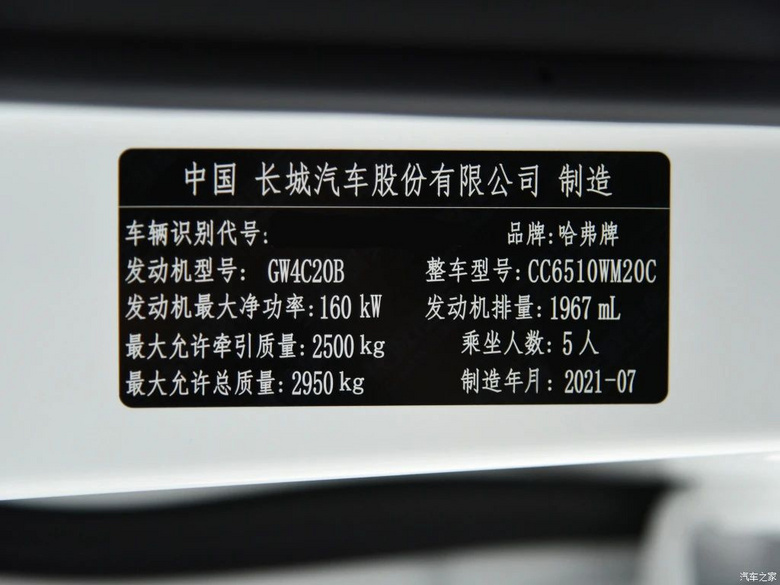 中国 长城汽车股份有限公司 制造
车辆识别代号: 品牌:哈弗牌
发动机型号: GW4C20B 整车型号:CC6510WM20C
发动机最大净功率:160 kW 发动机排量:1967 mL
最大允许牵引质量:2500 kg 乘坐人数:5人
最大允许总质量:2950 kg 制造年月:2021-07
汽车之家